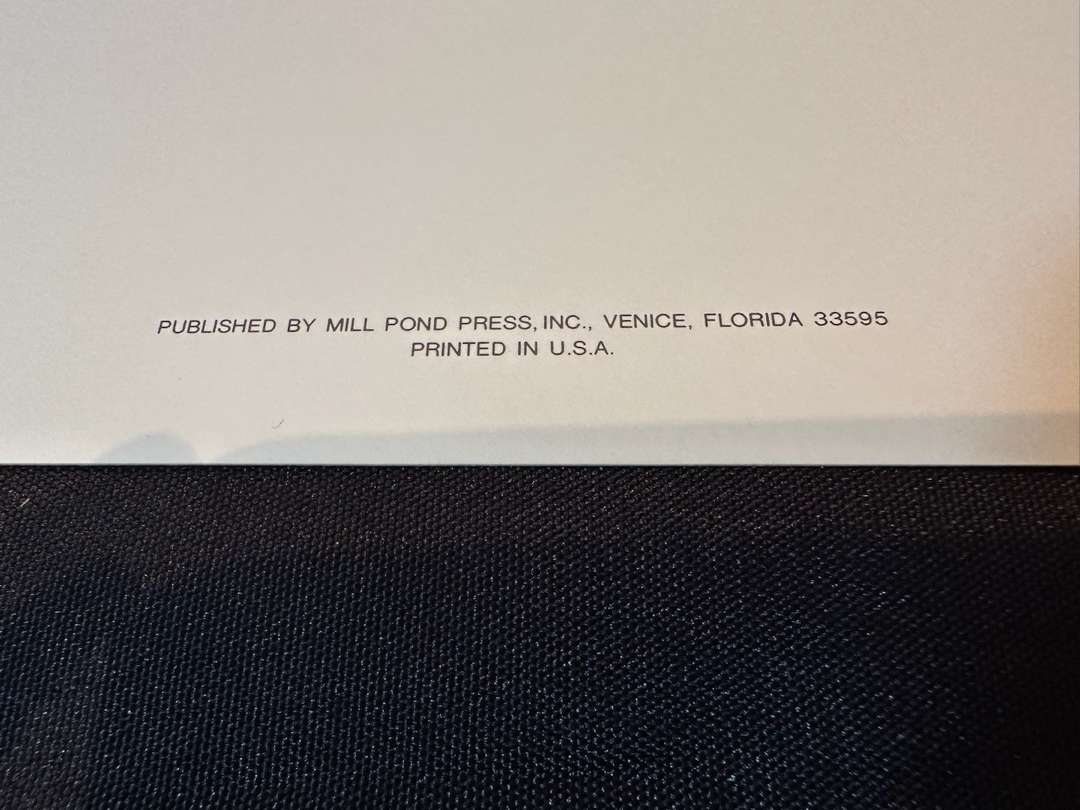 PUBLISHED BY MILL POND PRESS, INC., VENICE, FLORIDA 33595
PRINTED IN U.S.A.